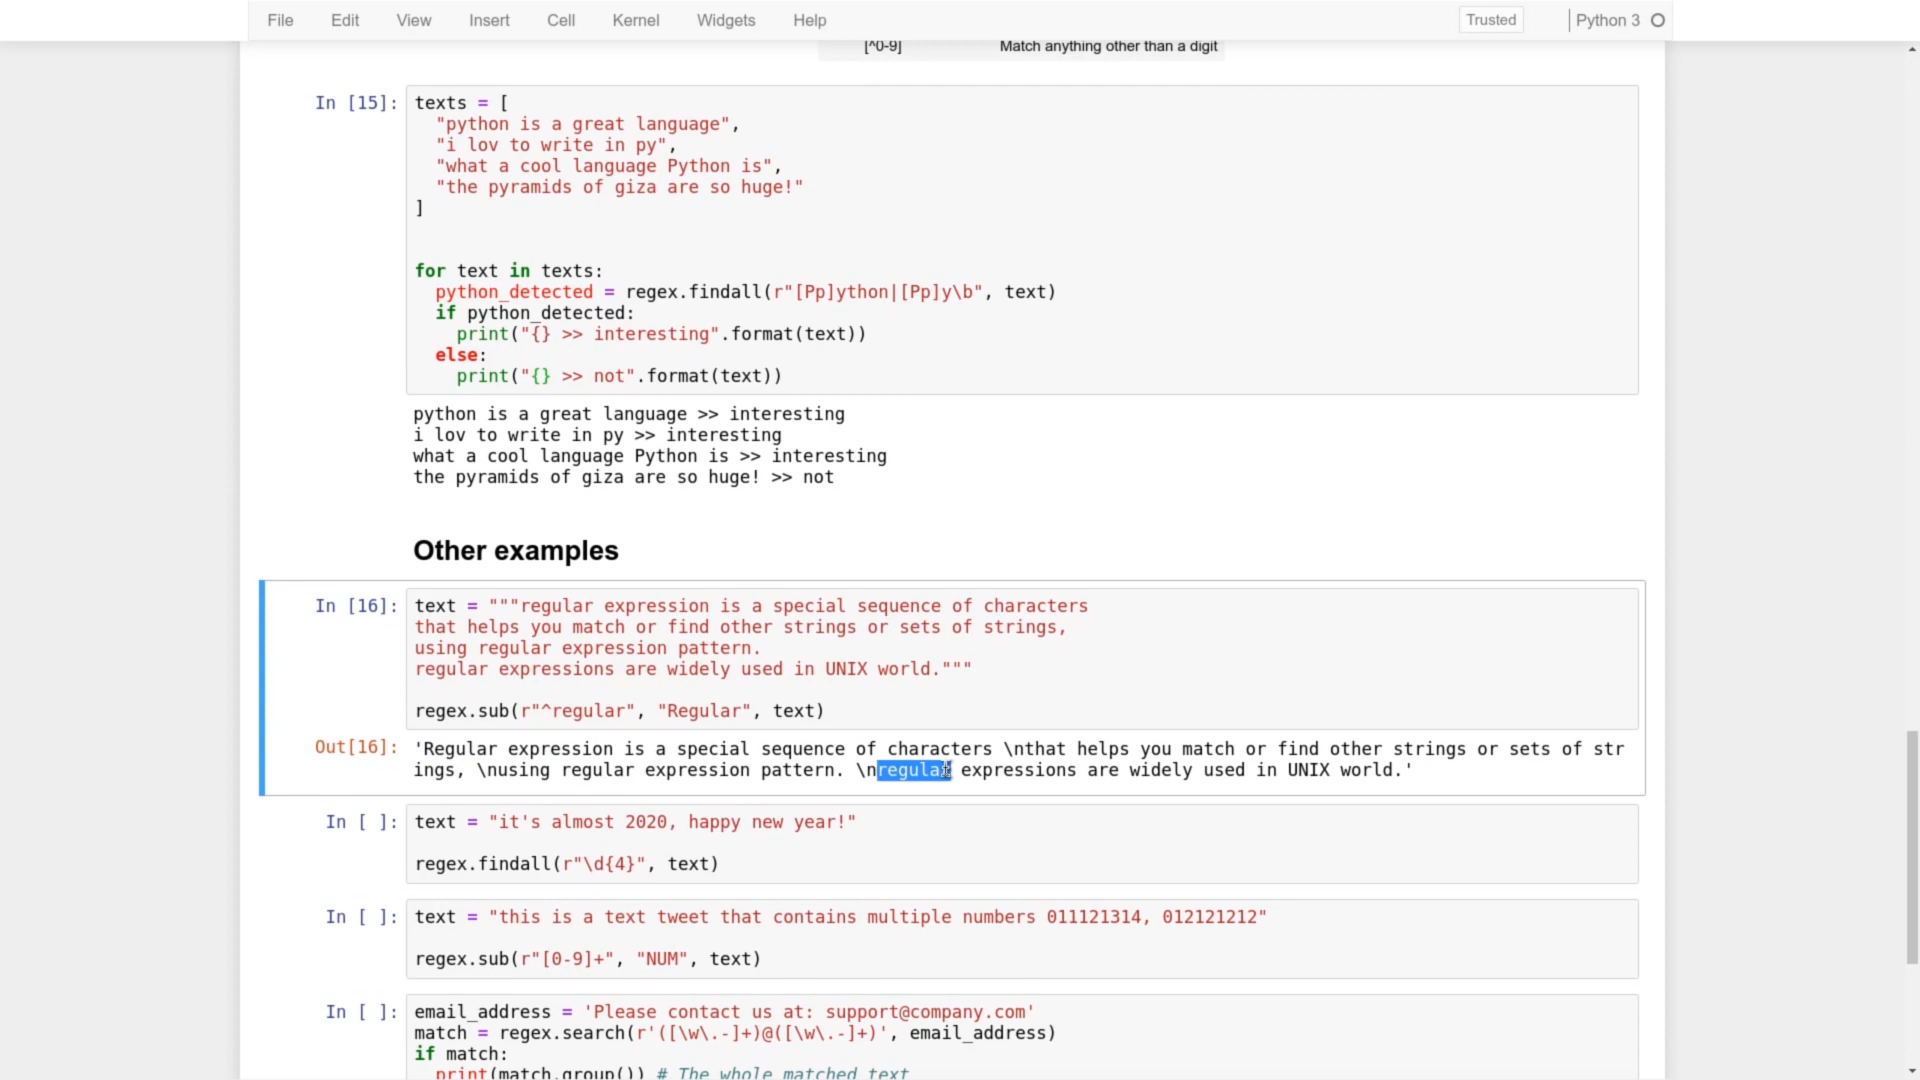 File Edit View Insert Cell Kernel Widgets Help Trusted Python 3
[^0-9] Match anything other than a digit
In [15]: texts = [
"python is a great language",
"i lov to write in py",
"what a cool language Python is",
"the pyramids of giza are so huge!"
]
for text in texts:
python_detected = regex.findall(r"[Pp]ython|[Pp]y\b", text)
if python_detected:
print("{} >> interesting".format(text))
else:
print("{} >> not".format(text))
python is a great language >> interesting
i lov to write in py >> interesting
what a cool language Python is >> interesting
the pyramids of giza are so huge! >> not
Other examples
In [16]: text = """regular expression is a special sequence of characters
that helps you match or find other strings or sets of strings,
using regular expression pattern.
regular expressions are widely used in UNIX world."""
regex.sub(r"^regular", "Regular", text)
Out[16]: 'Regular expression is a special sequence of characters \nthat helps you match or find other strings or sets of str
ings, \nusing regular expression pattern. \nregular expressions are widely used in UNIX world.'
In [ ]: text = "it's almost 2020, happy new year!"
regex.findall(r"\d{4}", text)
In [ ]: text = "this is a text tweet that contains multiple numbers 011121314, 012121212"
regex.sub(r"[0-9]+", "NUM", text)
In [ ]: email_address = 'Please contact us at: support@company.com'
match = regex.search(r'([\w\.-]+)@([\w\.-]+)', email_address)
if match:
print(match.group()) # The whole matched text